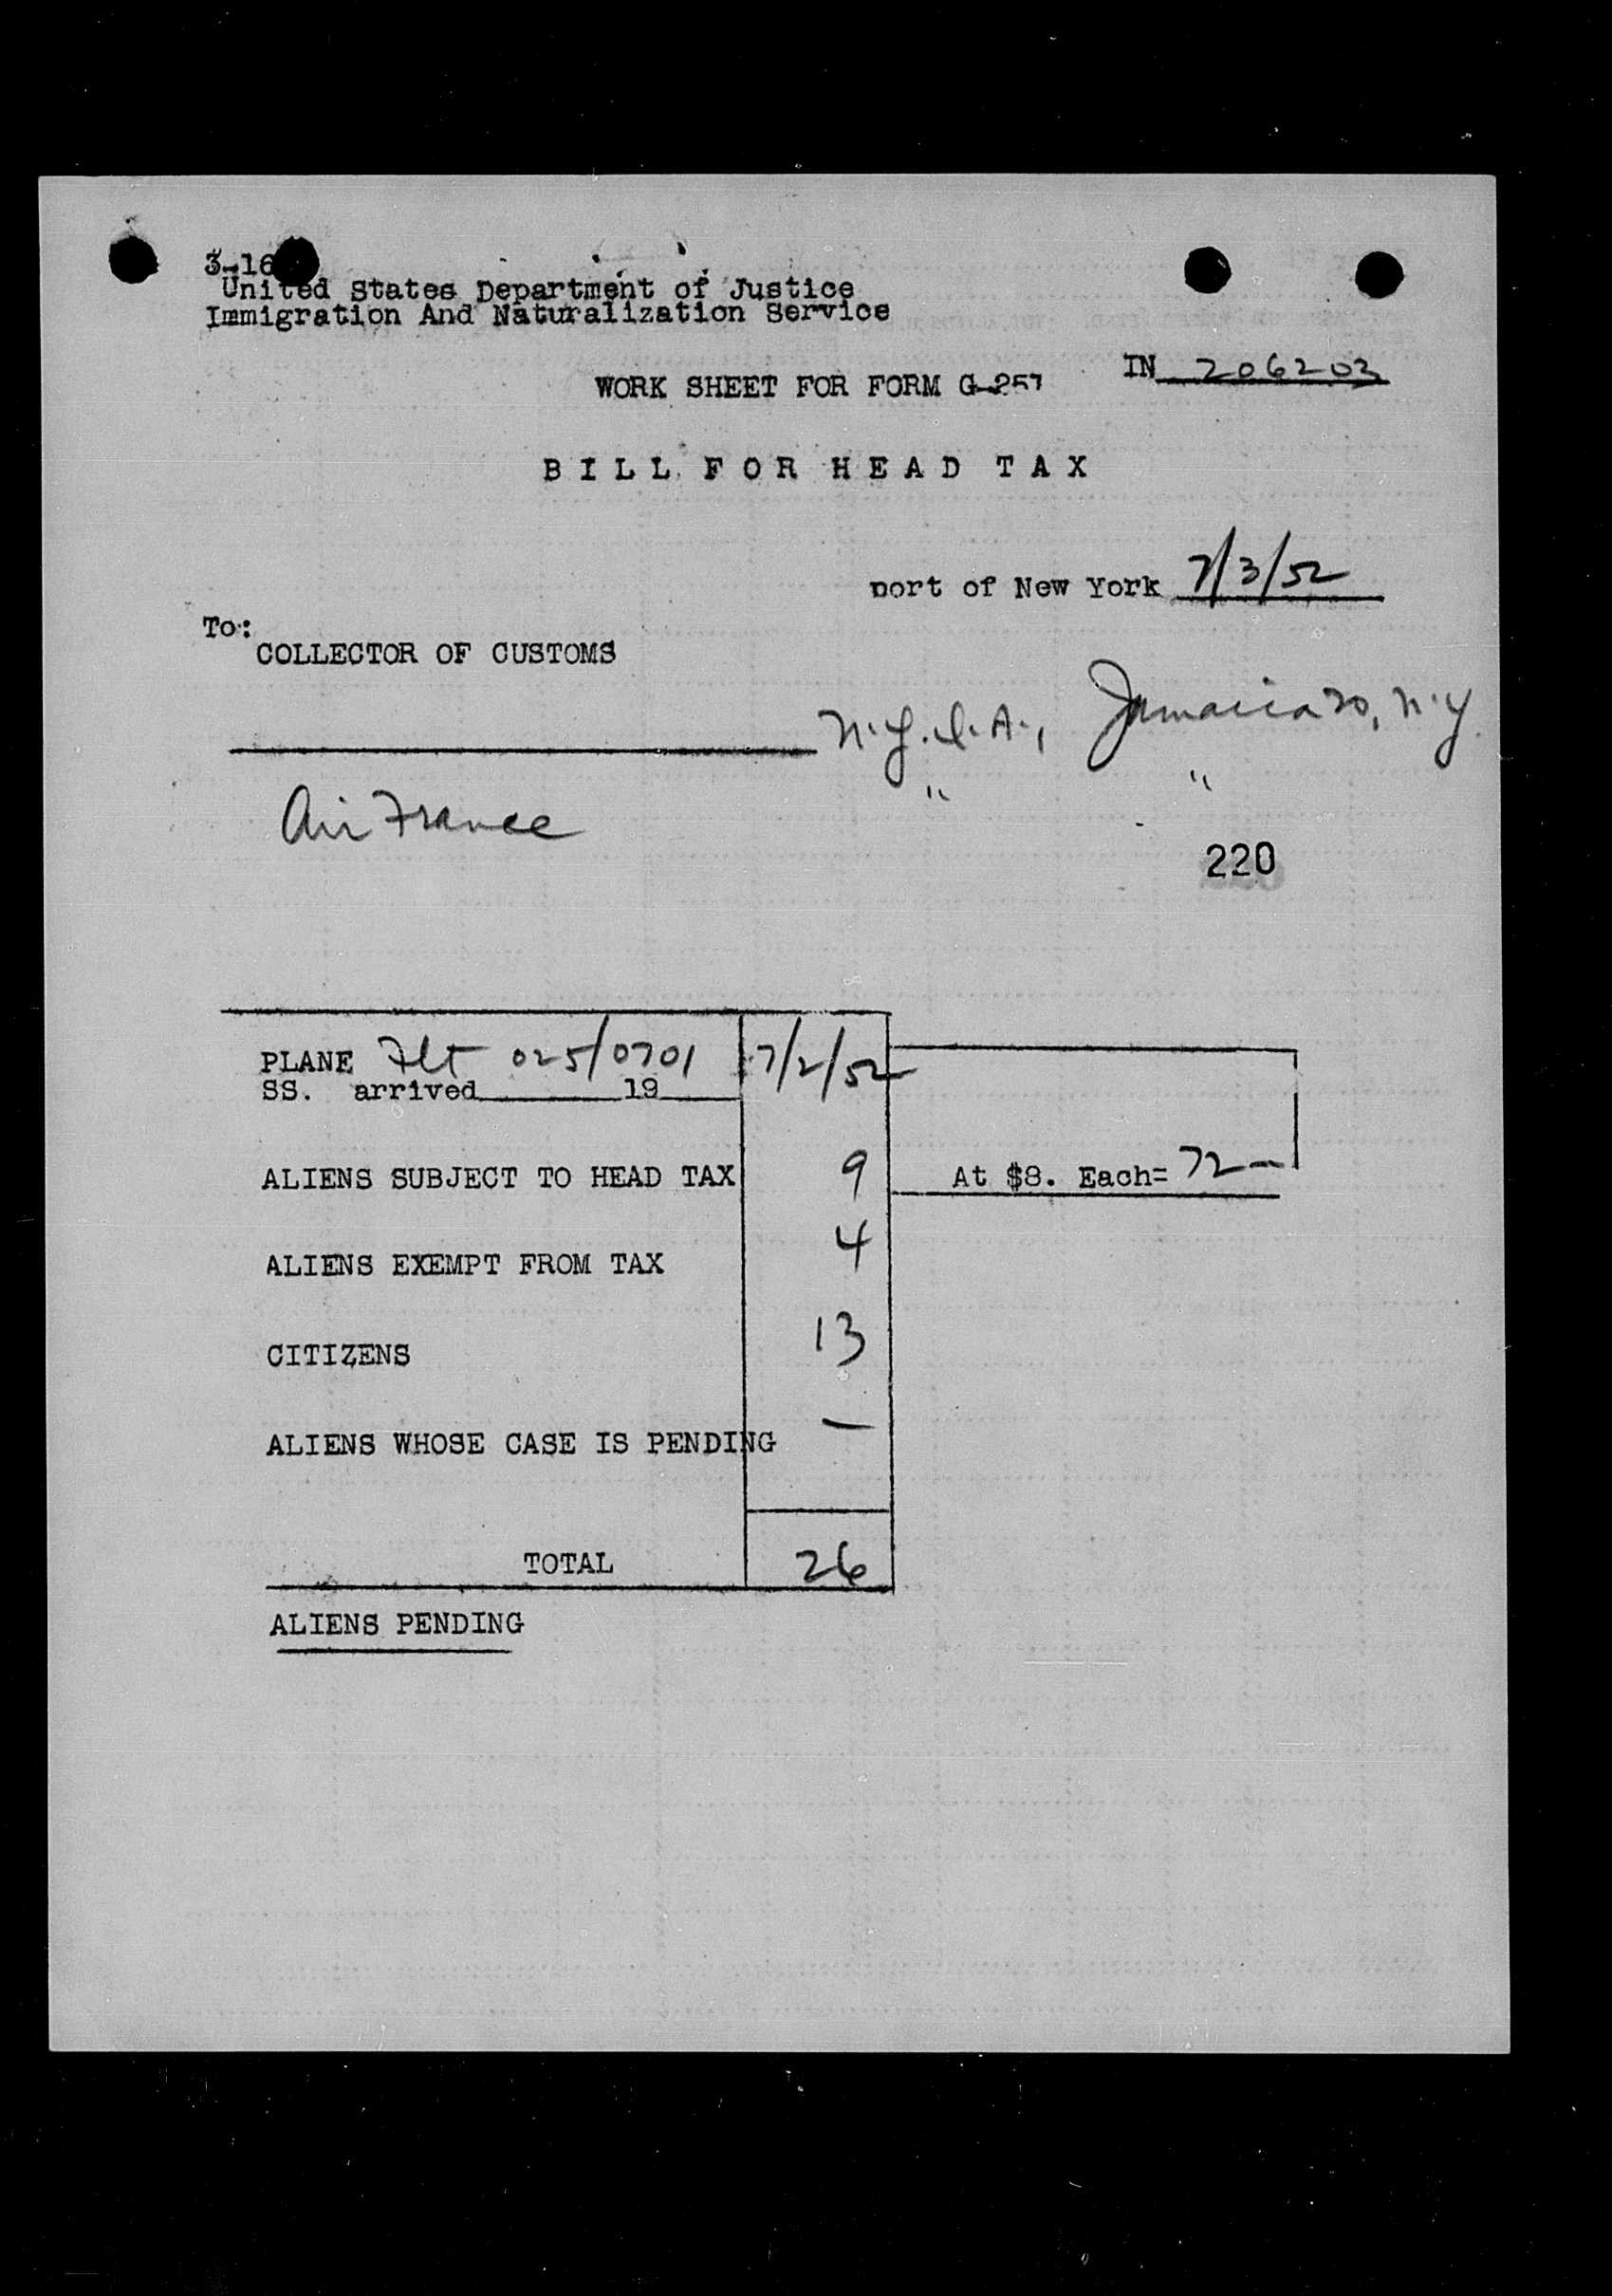 3-16
United States Department of Justice
Immigration And Naturalization Service
IN 206203
WORK SHEET FOR FORM G-257
BILL FOR HEAD TAX
port of New York 7/3/52
To:
COLLECTOR OF CUSTOMS
N.Y.I.A., Jamaica 30, N.Y.
" "
Air France
220
PLANE Flt 025/0701 7/2/52
SS. arrived 19
ALIENS SUBJECT TO HEAD TAX 9 At $8. Each= 72—
ALIENS EXEMPT FROM TAX 4
CITIZENS 13
ALIENS WHOSE CASE IS PENDING —
TOTAL 26
ALIENS PENDING